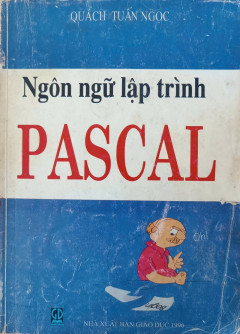 QUÁCH TUẤN NGỌC
Ngôn ngữ lập trình
PASCAL
NHÀ XUẤT BẢN GIÁO DỤC 1996